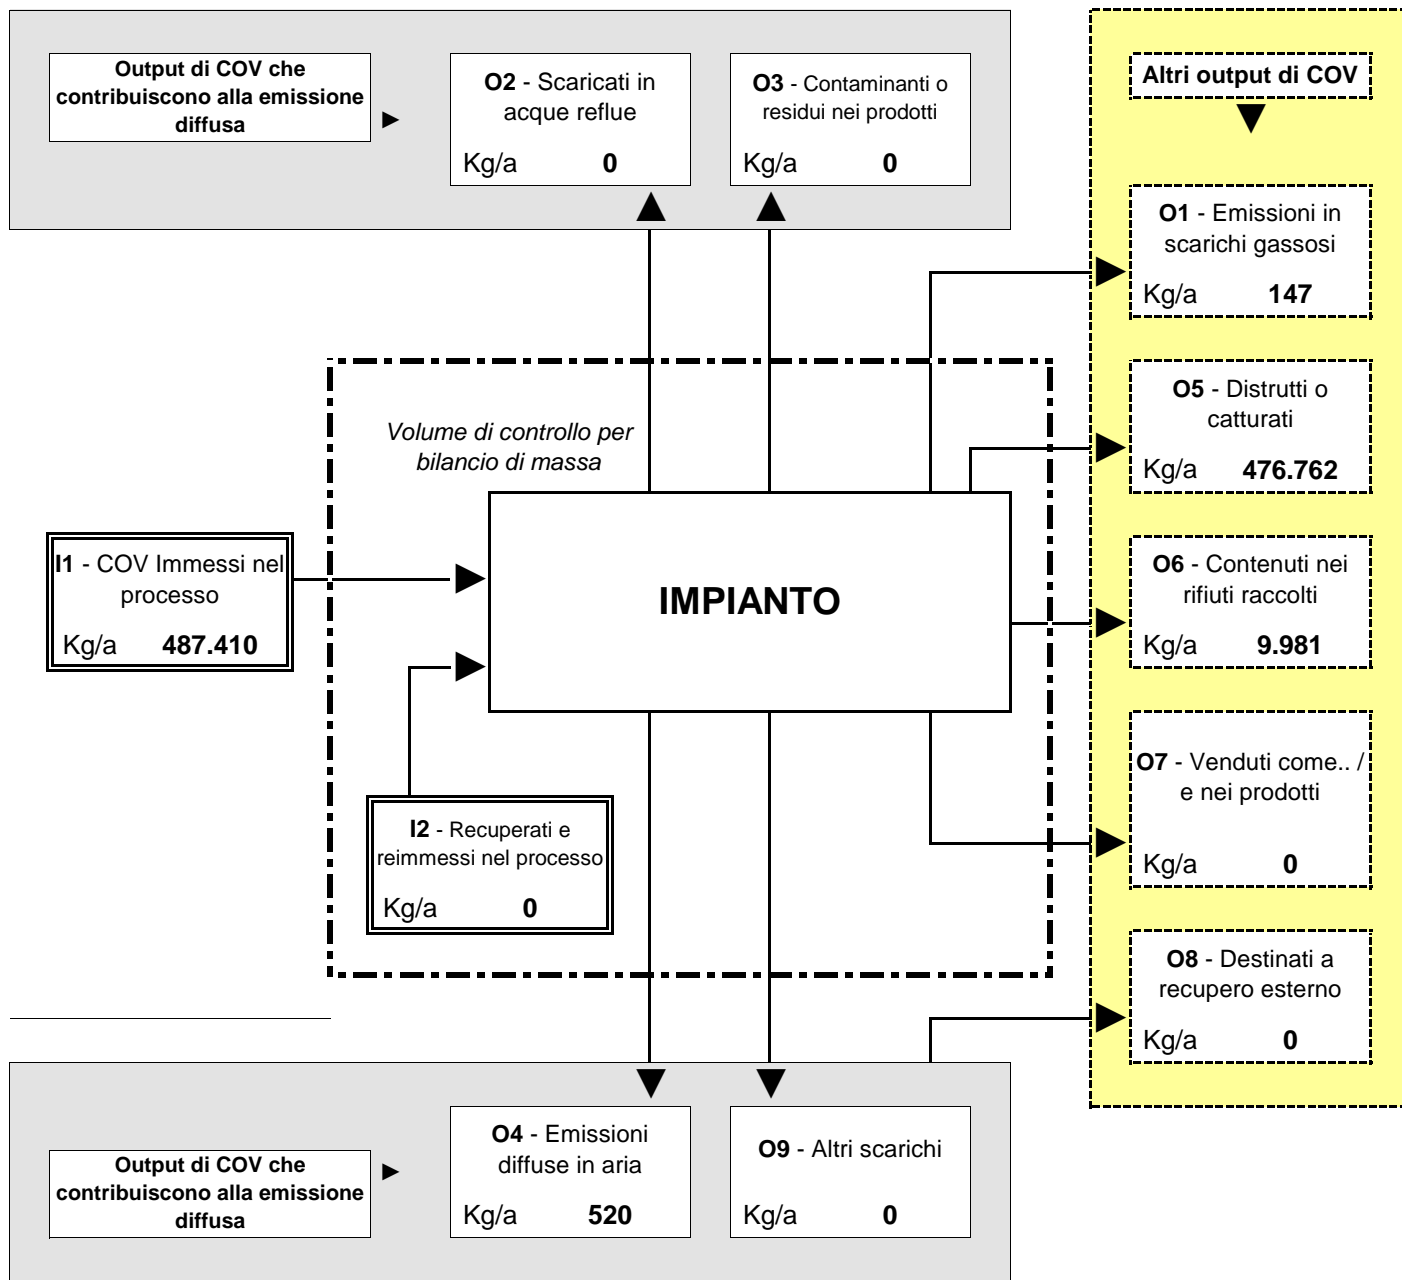 Output di COV che
contribuiscono alla emissione
diffusa
O2 - Scaricati in
acque reflue
Kg/a 0
O3 - Contaminanti o
residui nei prodotti
Kg/a 0
Altri output di COV
O1 - Emissioni in
scarichi gassosi
Kg/a 147
O5 - Distrutti o
catturati
Kg/a 476.762
Volume di controllo per
bilancio di massa
I1 - COV Immessi nel
processo
Kg/a 487.410
IMPIANTO
O6 - Contenuti nei
rifiuti raccolti
Kg/a 9.981
I2 - Recuperati e
reimmessi nel processo
Kg/a 0
O7 - Venduti come.. /
e nei prodotti
Kg/a 0
O8 - Destinati a
recupero esterno
Kg/a 0
Output di COV che
contribuiscono alla emissione
diffusa
O4 - Emissioni
diffuse in aria
Kg/a 520
O9 - Altri scarichi
Kg/a 0